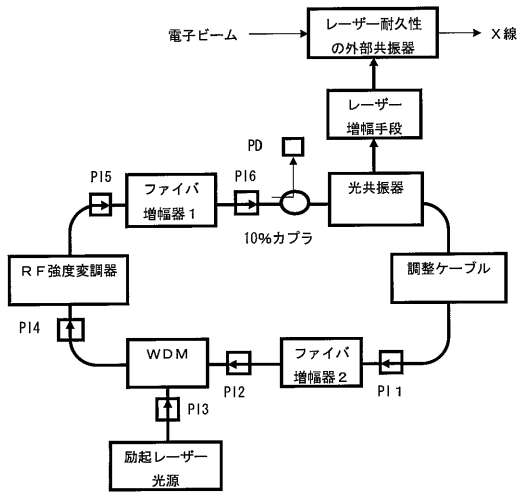 電子ビーム
レーザー耐久性
の外部共振器
X線
レーザー
増幅手段
PD
PI5
ファイバ
増幅器1
PI6
10%カプラ
光共振器
RF強度変調器
調整ケーブル
PI4
WDM
PI2
ファイバ
増幅器2
PI1
PI3
励起レーザー
光源